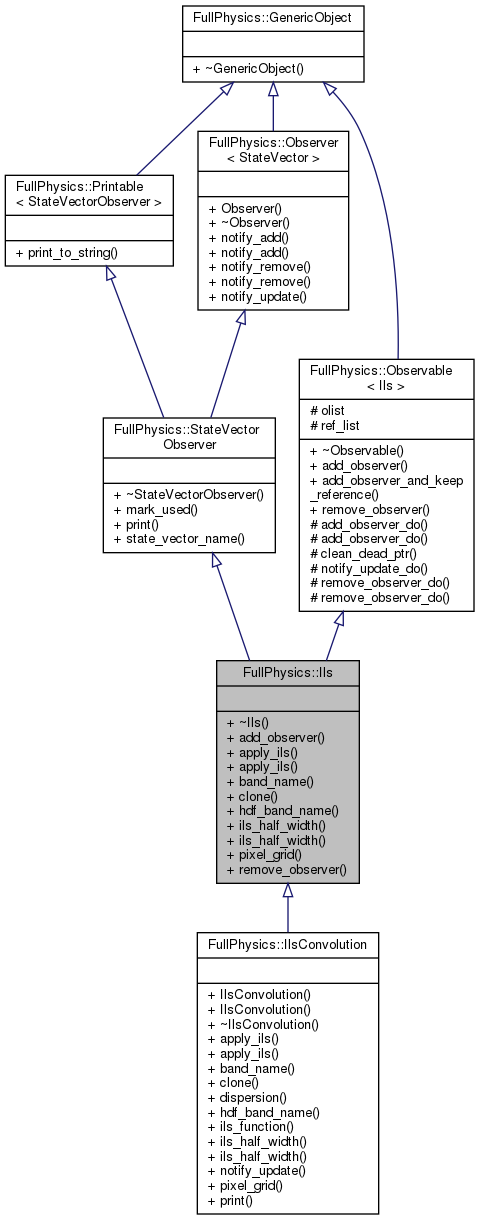 FullPhysics::GenericObject
+ ~GenericObject()
FullPhysics::Observer
< StateVector >
+ Observer()
+ ~Observer()
+ notify_add()
+ notify_add()
+ notify_remove()
+ notify_remove()
+ notify_update()
FullPhysics::Printable
< StateVectorObserver >
+ print_to_string()
FullPhysics::Observable
< Ils >
# olist
# ref_list
+ ~Observable()
+ add_observer()
+ add_observer_and_keep
_reference()
+ remove_observer()
# add_observer_do()
# add_observer_do()
# clean_dead_ptr()
# notify_update_do()
# remove_observer_do()
# remove_observer_do()
FullPhysics::StateVector
Observer
+ ~StateVectorObserver()
+ mark_used()
+ print()
+ state_vector_name()
FullPhysics::Ils
+ ~Ils()
+ add_observer()
+ apply_ils()
+ apply_ils()
+ band_name()
+ clone()
+ hdf_band_name()
+ ils_half_width()
+ ils_half_width()
+ pixel_grid()
+ remove_observer()
FullPhysics::IlsConvolution
+ IlsConvolution()
+ IlsConvolution()
+ ~IlsConvolution()
+ apply_ils()
+ apply_ils()
+ band_name()
+ clone()
+ dispersion()
+ hdf_band_name()
+ ils_function()
+ ils_half_width()
+ ils_half_width()
+ notify_update()
+ pixel_grid()
+ print()